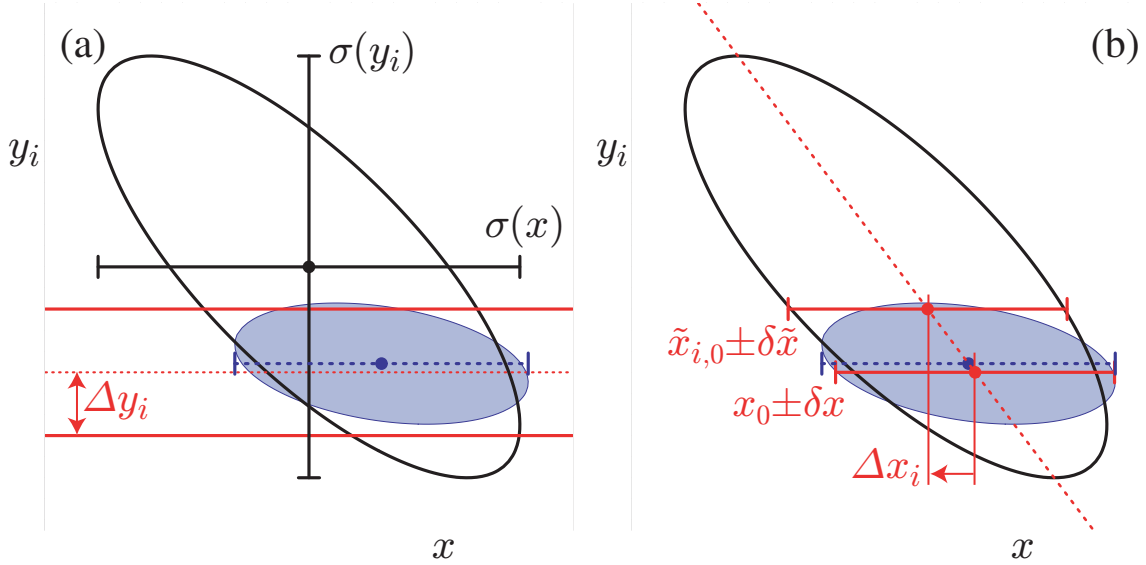 (a)
σ(y_i)
y_i
σ(x)
Δy_i
x
(b)
y_i
x̃_{i,0}±δx̃
x_0±δx
Δx_i
x